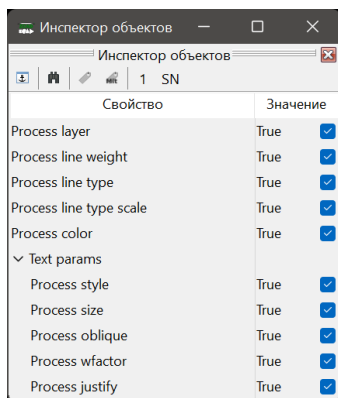 Инспектор объектов
Инспектор объектов
1 SN
Свойство Значение
Process layer True
Process line weight True
Process line type True
Process line type scale True
Process color True
Text params
Process style True
Process size True
Process oblique True
Process wfactor True
Process justify True